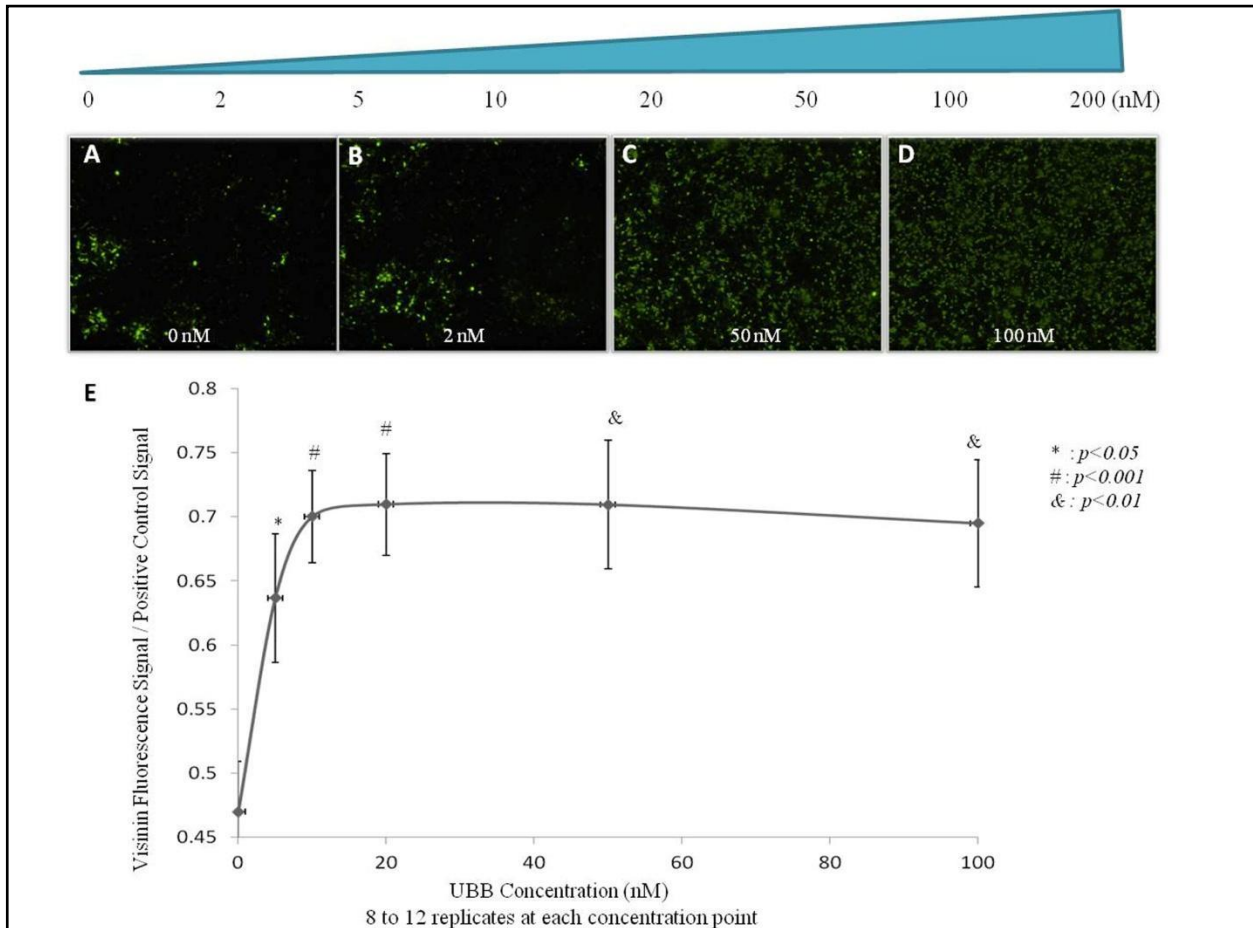 0 2 5 10 20 50 100 200 (nM)
A B C D
0 nM 2 nM 50 nM 100 nM
E
Visinin Fluorescence Signal / Positive Control Signal
0.8
0.75
0.7
0.65
0.6
0.55
0.5
0.45
*
#
#
&
&
* : p<0.05
# : p<0.001
& : p<0.01
0 20 40 60 80 100
UBB Concentration (nM)
8 to 12 replicates at each concentration point